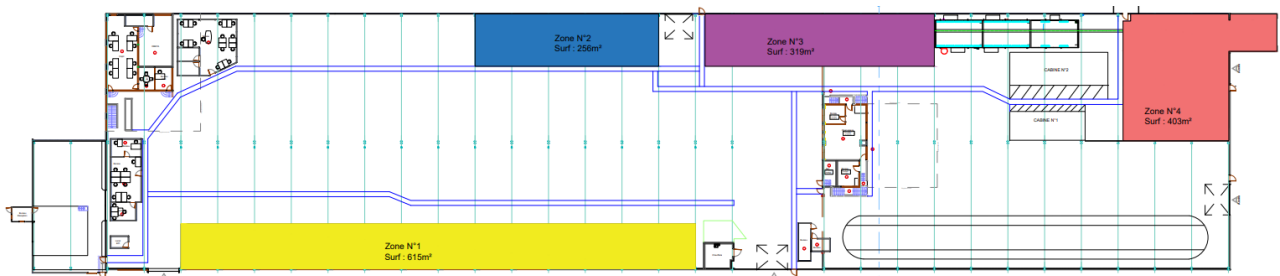 Zone N°2
Surf : 256m²
Zone N°3
Surf : 319m²
CABINE N°2
Zone N°4
Surf : 403m²
CABINE N°1
Zone N°1
Surf : 615m²